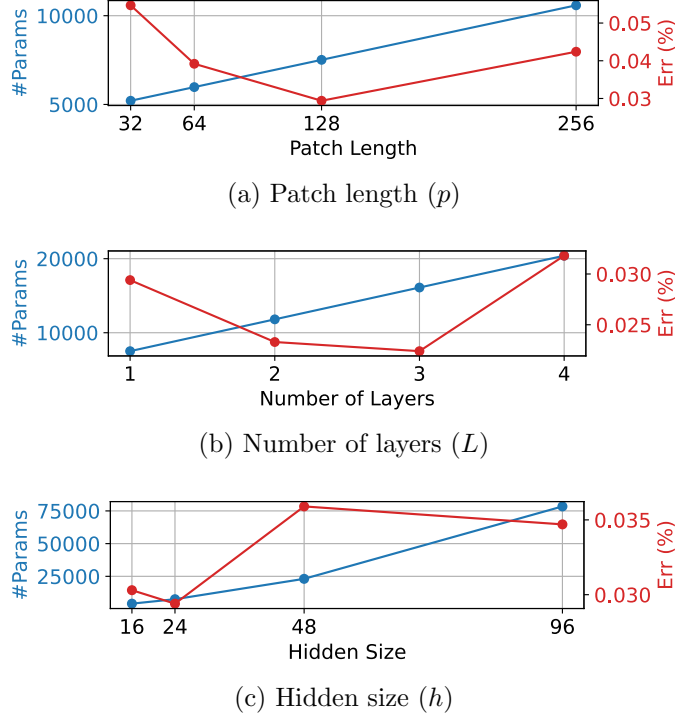 10000
5000
#Params
0.05
0.04
0.03
Err (%)
32 64 128 256
Patch Length
(a) Patch length (p)
20000
10000
#Params
0.030
0.025
Err (%)
1 2 3 4
Number of Layers
(b) Number of layers (L)
75000
50000
25000
#Params
0.035
0.030
Err (%)
16 24 48 96
Hidden Size
(c) Hidden size (h)